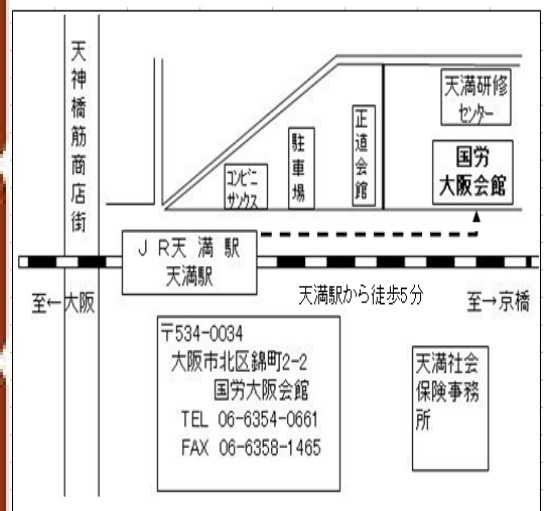 天神橋筋商店街
天満研修
センター
正道会館
駐車場
コンビニ
サンクス
国労
大阪会館
JR天 満 駅
天満駅
至←大阪
天満駅から徒歩5分
至→京橋
〒534-0034
大阪市北区錦町2-2
国労大阪会館
TEL 06-6354-0661
FAX 06-6358-1465
天満社会
保険事務
所